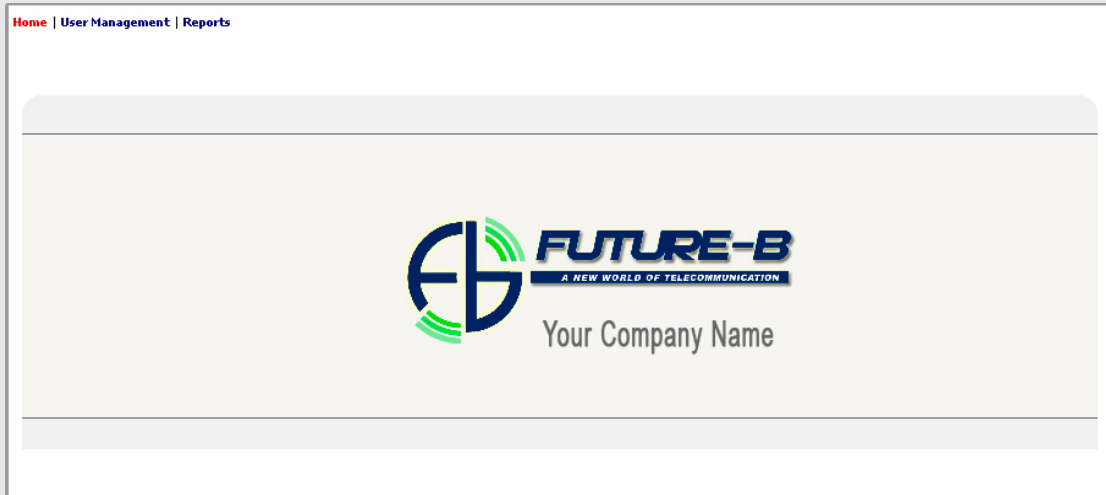 Home | User Management | Reports
FUTURE-B
A NEW WORLD OF TELECOMMUNICATION
Your Company Name